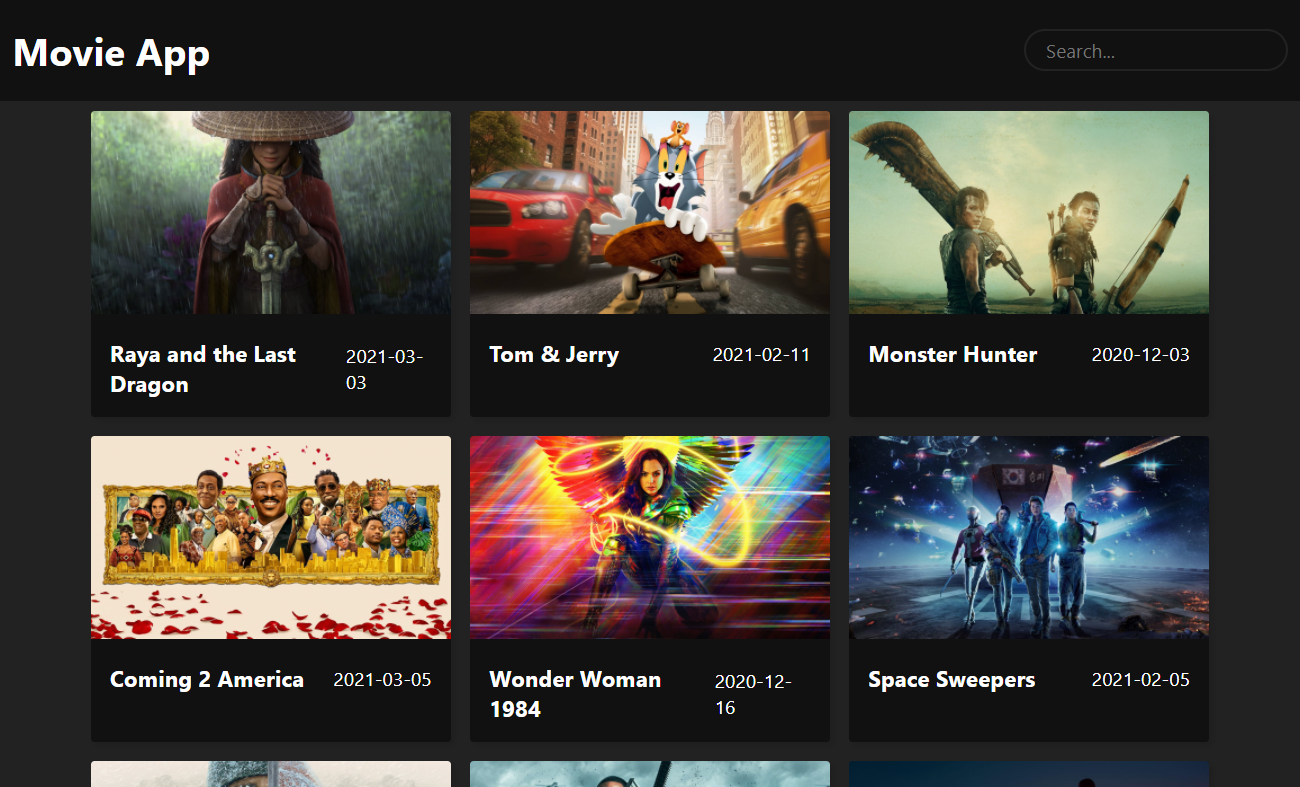 Movie App
Search...
Raya and the Last
Dragon
2021-03-
03
Tom & Jerry
2021-02-11
Monster Hunter
2020-12-03
Coming 2 America
2021-03-05
Wonder Woman
1984
2020-12-
16
Space Sweepers
2021-02-05